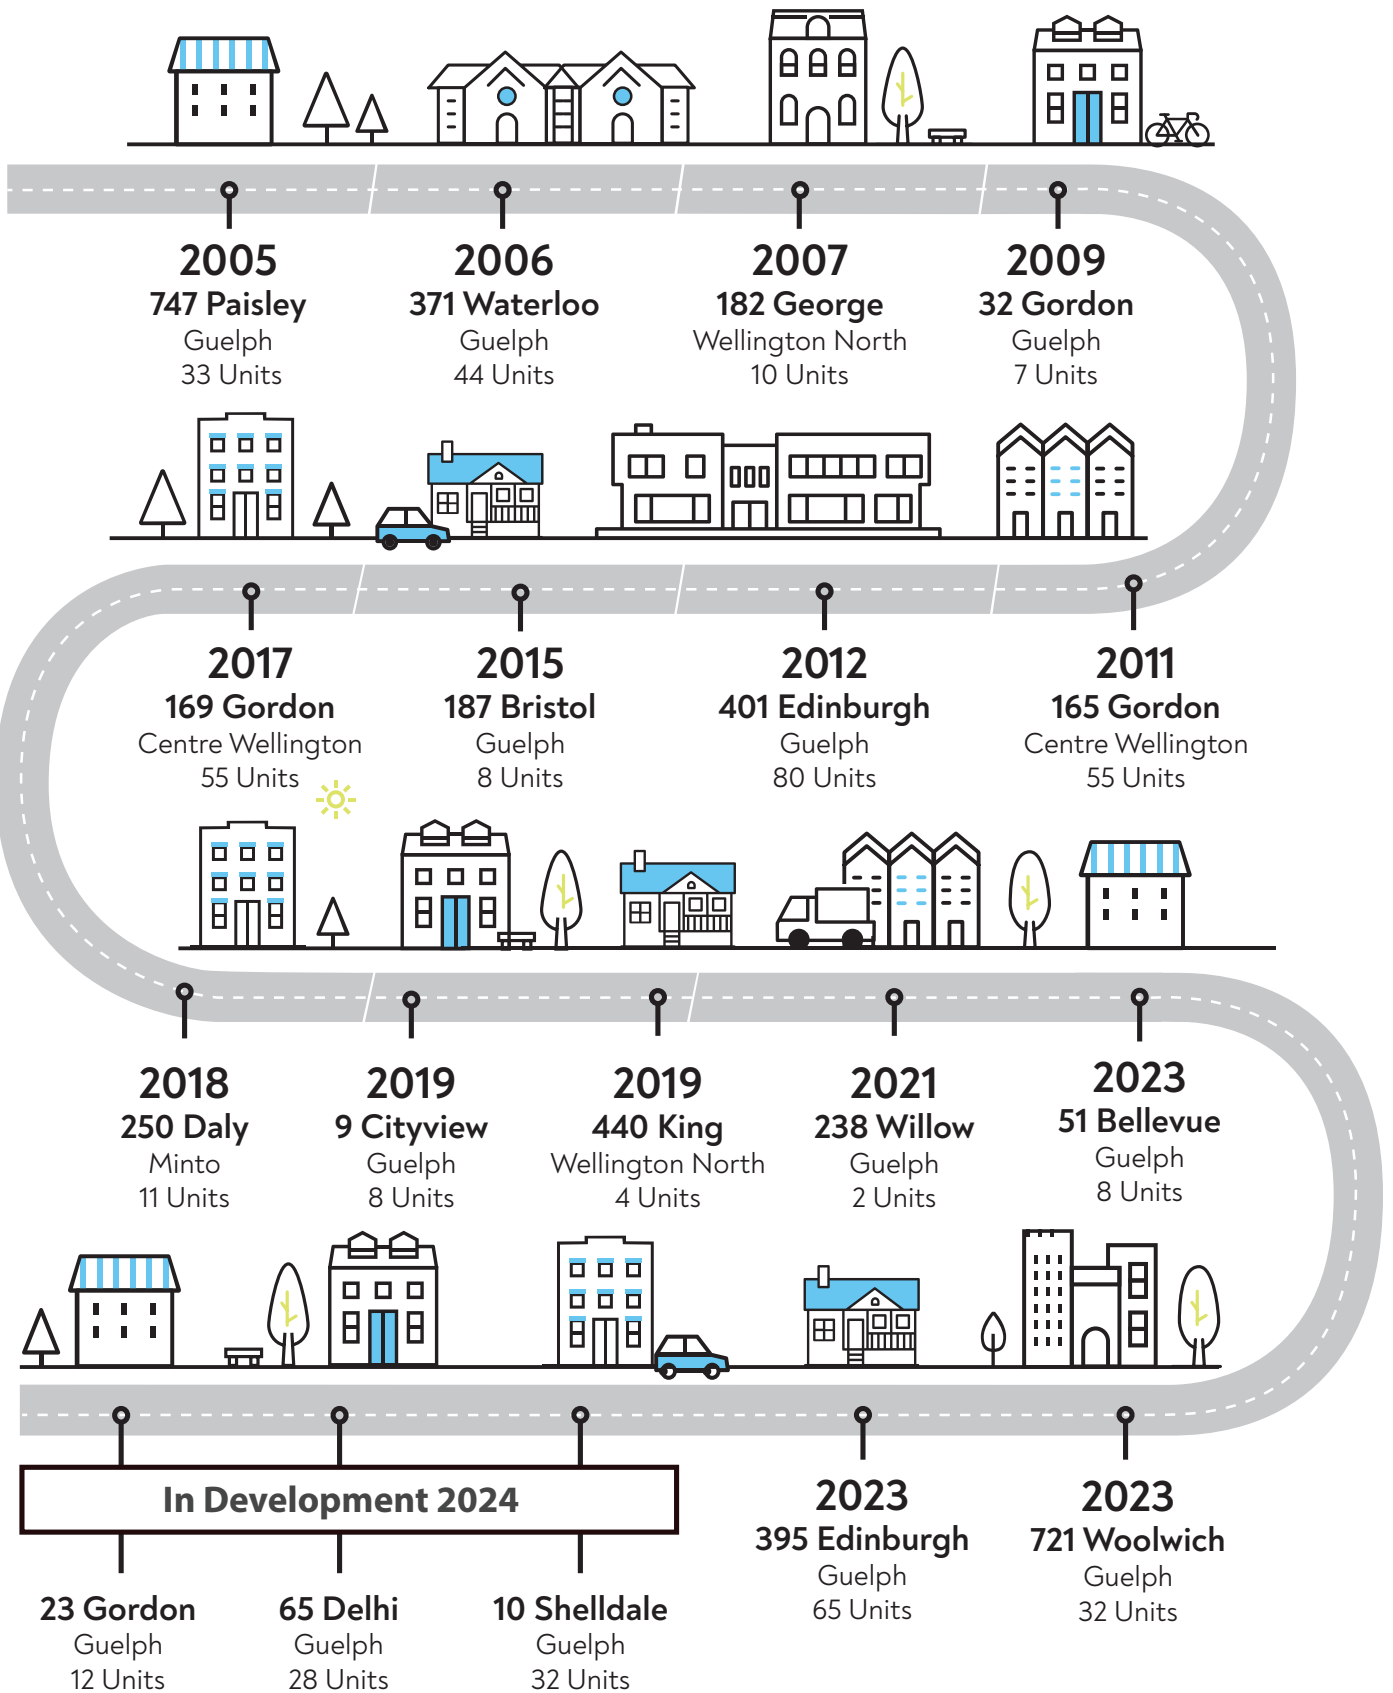 2005
747 Paisley
Guelph
33 Units
2006
371 Waterloo
Guelph
44 Units
2007
182 George
Wellington North
10 Units
2009
32 Gordon
Guelph
7 Units
2017
169 Gordon
Centre Wellington
55 Units
2015
187 Bristol
Guelph
8 Units
2012
401 Edinburgh
Guelph
80 Units
2011
165 Gordon
Centre Wellington
55 Units
2018
250 Daly
Minto
11 Units
2019
9 Cityview
Guelph
8 Units
2019
440 King
Wellington North
4 Units
2021
238 Willow
Guelph
2 Units
2023
51 Bellevue
Guelph
8 Units
In Development 2024
23 Gordon
Guelph
12 Units
65 Delhi
Guelph
28 Units
10 Shelldale
Guelph
32 Units
2023
395 Edinburgh
Guelph
65 Units
2023
721 Woolwich
Guelph
32 Units